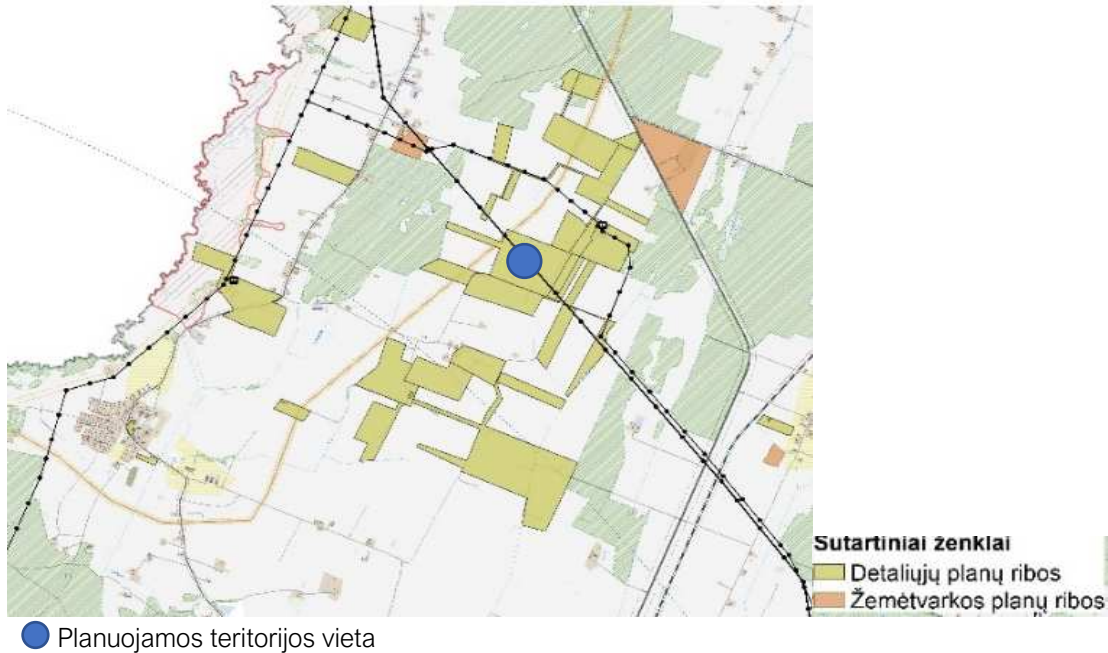 Sutartiniai ženklai
Detaliųjų planų ribos
Žemėtvarkos planų ribos
Planuojamos teritorijos vieta